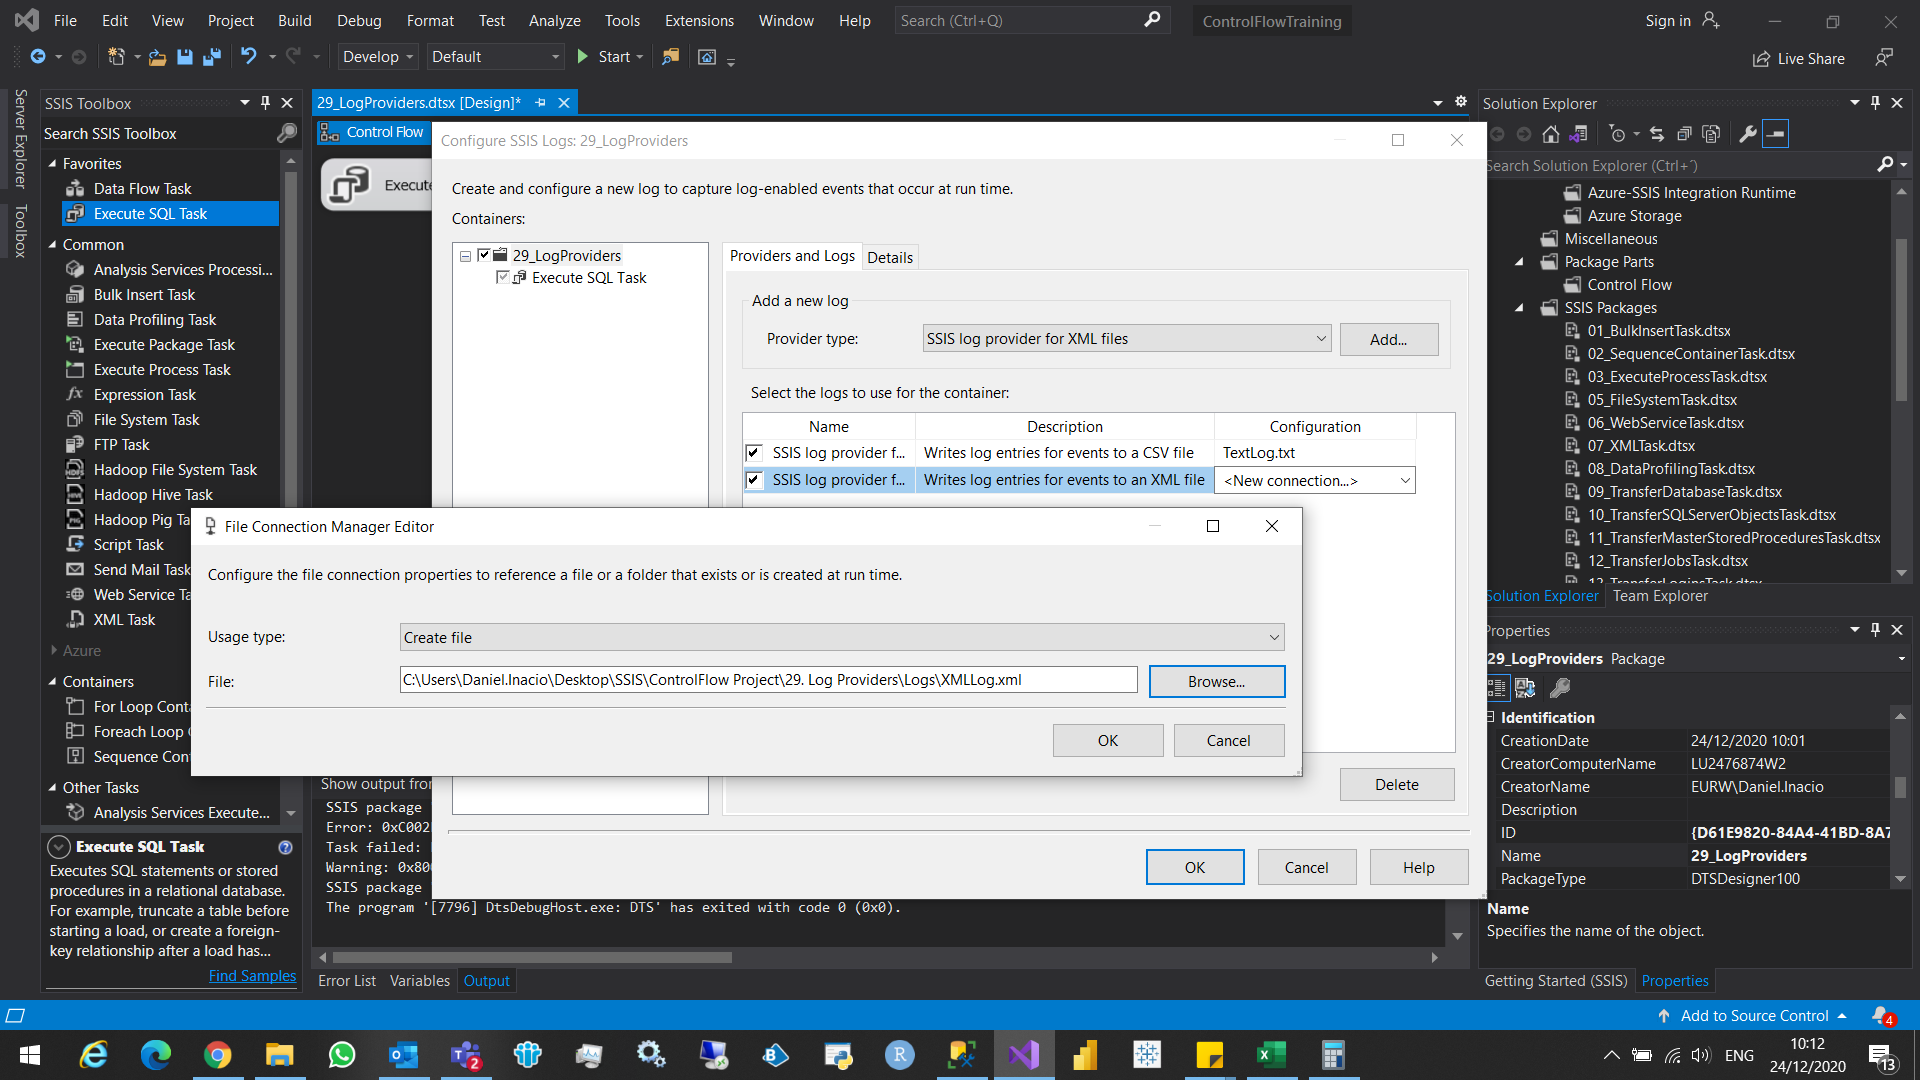 File Edit View Project Build Debug Format Test Analyze Tools Extensions Window Help Search (Ctrl+Q) ControlFlowTraining Sign in
Develop Default Start Live Share
Server Explorer
Toolbox
SSIS Toolbox
Search SSIS Toolbox
Favorites
Data Flow Task
Execute SQL Task
Common
Analysis Services Processi...
Bulk Insert Task
Data Profiling Task
Execute Package Task
Execute Process Task
Expression Task
File System Task
FTP Task
Hadoop File System Task
Hadoop Hive Task
Hadoop Pig Ta
Script Task
Send Mail Task
Web Service Ta
XML Task
Azure
Containers
For Loop Conta
Foreach Loop
Sequence Con
Other Tasks
Analysis Services Execute...
Execute SQL Task
Executes SQL statements or stored
procedures in a relational database.
For example, truncate a table before
starting a load, or create a foreign-
key relationship after a load has...
Find Samples
29_LogProviders.dtsx [Design]*
Control Flow
Execute
Configure SSIS Logs: 29_LogProviders
Create and configure a new log to capture log-enabled events that occur at run time.
Containers:
29_LogProviders
Execute SQL Task
Providers and Logs Details
Add a new log
Provider type: SSIS log provider for XML files Add...
Select the logs to use for the container:
Name Description Configuration
SSIS log provider f... Writes log entries for events to a CSV file TextLog.txt
SSIS log provider f... Writes log entries for events to an XML file <New connection...>
Delete
OK Cancel Help
File Connection Manager Editor
Configure the file connection properties to reference a file or a folder that exists or is created at run time.
Usage type: Create file
File: C:\Users\Daniel.Inacio\Desktop\SSIS\ControlFlow Project\29. Log Providers\Logs\XMLLog.xml Browse...
OK Cancel
Show output from
SSIS package
Error: 0xC002
Task failed:
Warning: 0x80
SSIS package
The program '[7796] DtsDebugHost.exe: DTS' has exited with code 0 (0x0).
Error List Variables Output
Solution Explorer
Search Solution Explorer (Ctrl+´)
Azure-SSIS Integration Runtime
Azure Storage
Miscellaneous
Package Parts
Control Flow
SSIS Packages
01_BulkInsertTask.dtsx
02_SequenceContainerTask.dtsx
03_ExecuteProcessTask.dtsx
05_FileSystemTask.dtsx
06_WebServiceTask.dtsx
07_XMLTask.dtsx
08_DataProfilingTask.dtsx
09_TransferDatabaseTask.dtsx
10_TransferSQLServerObjectsTask.dtsx
11_TransferMasterStoredProceduresTask.dtsx
12_TransferJobsTask.dtsx
Solution Explorer Team Explorer
Properties
29_LogProviders Package
Identification
CreationDate 24/12/2020 10:01
CreatorComputerName LU2476874W2
CreatorName EURW\Daniel.Inacio
Description
ID {D61E9820-84A4-41BD-8A7
Name 29_LogProviders
PackageType DTSDesigner100
Name
Specifies the name of the object.
Getting Started (SSIS) Properties
Add to Source Control 4
2 ENG 10:12
24/12/2020 13